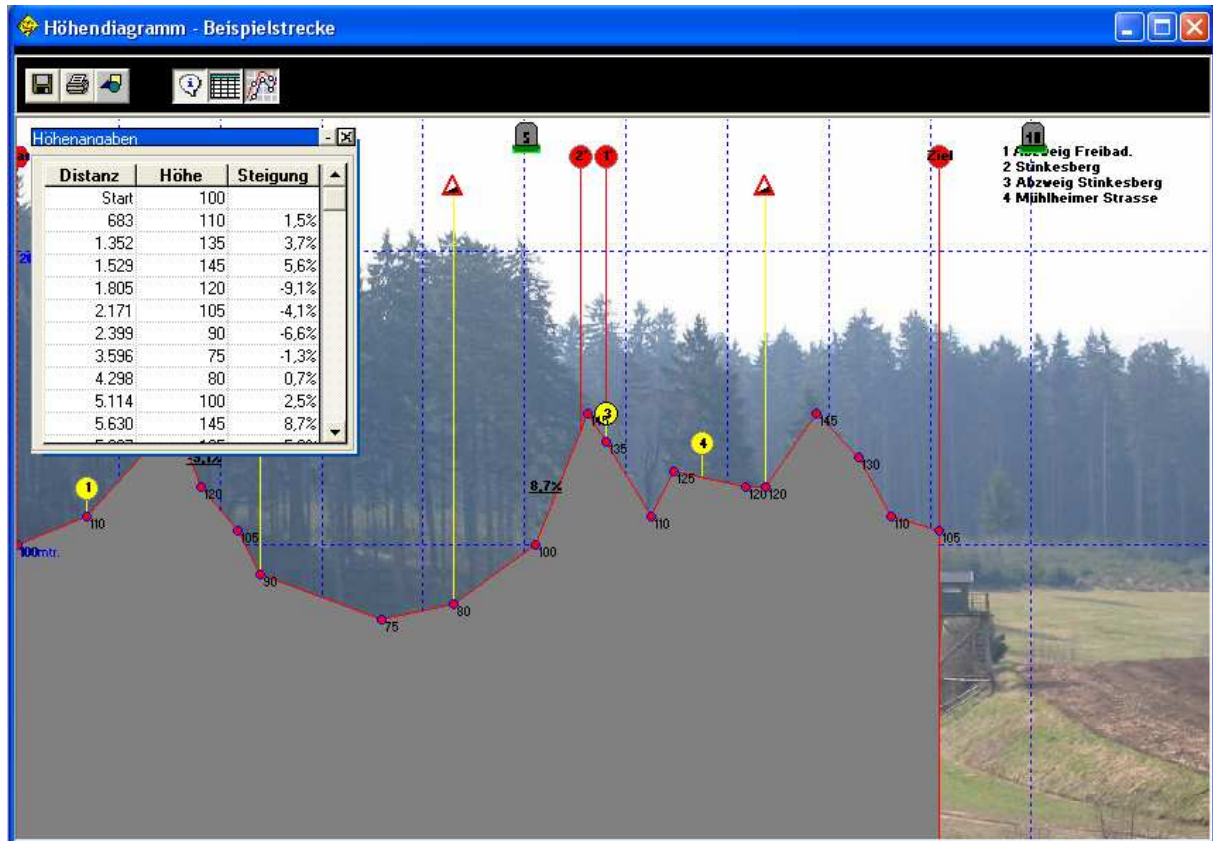 Höhendiagramm - Beispielstrecke
5
10
Höhenangaben
2'
1'
Ziel
1 Abzweig Freibad.
2 Stinkesberg
3 Abzweig Stinkesberg
4 Mühlheimer Strasse
Distanz Höhe Steigung
Start 100
683 110 1,5%
1.352 135 3,7%
1.529 145 5,6%
1.805 120 -9,1%
2.171 105 -4,1%
2.399 90 -6,6%
3.596 75 -1,3%
4.298 80 0,7%
5.114 100 2,5%
5.630 145 8,7%
145
3
145
135
4
130
-9,1%
125
1
120
8,7%
120
120
110
110
110
105
105
100mtr.
100
90
80
75